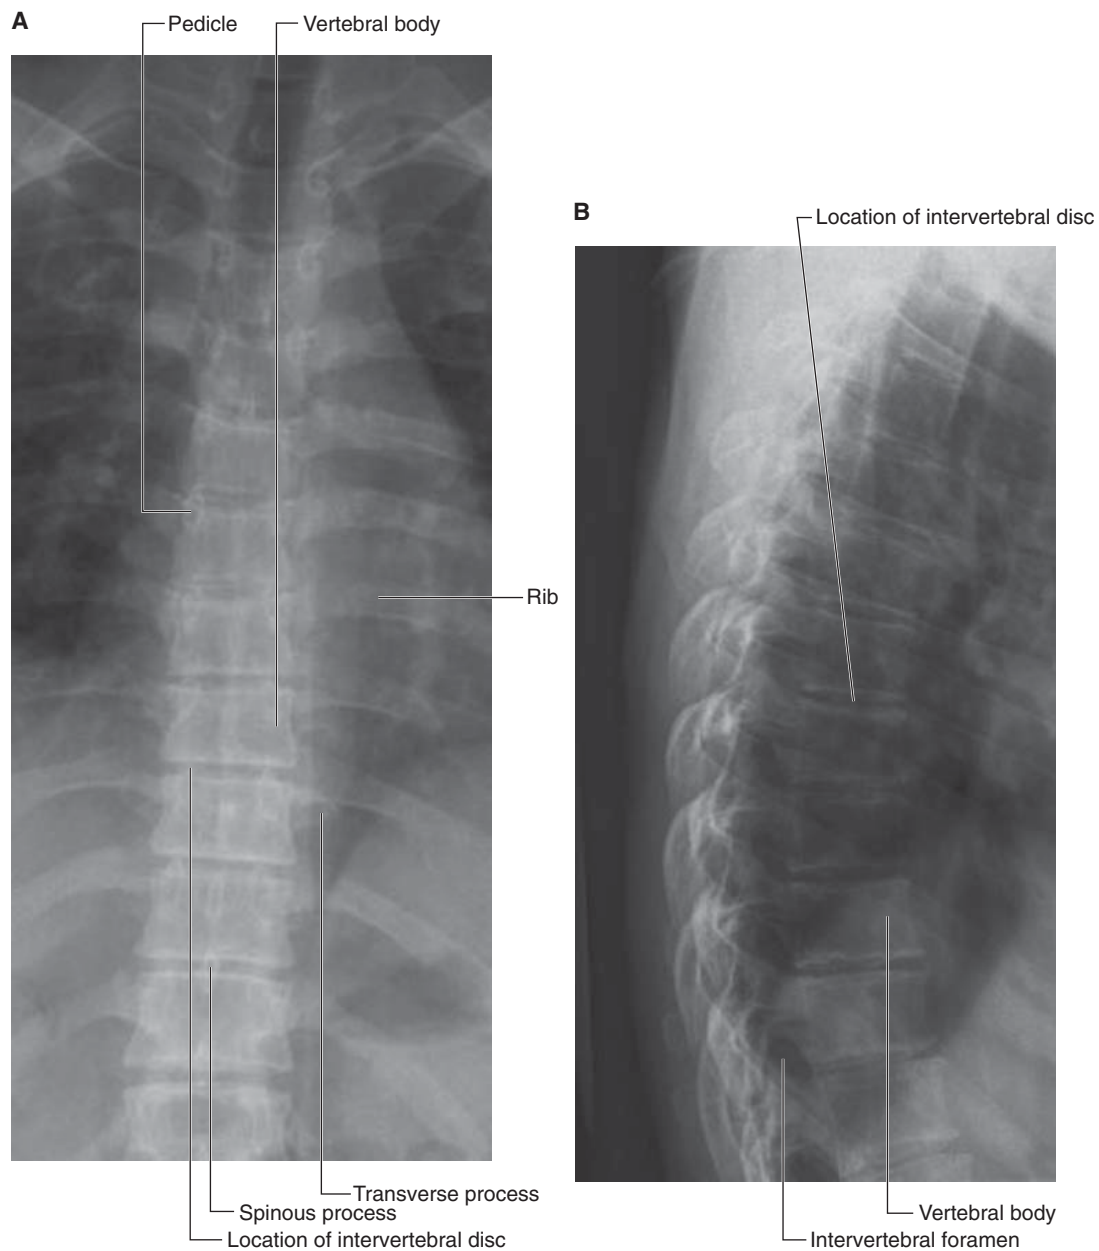 A
Pedicle
Vertebral body
B
Location of intervertebral disc
Rib
Transverse process
Spinous process
Location of intervertebral disc
Vertebral body
Intervertebral foramen